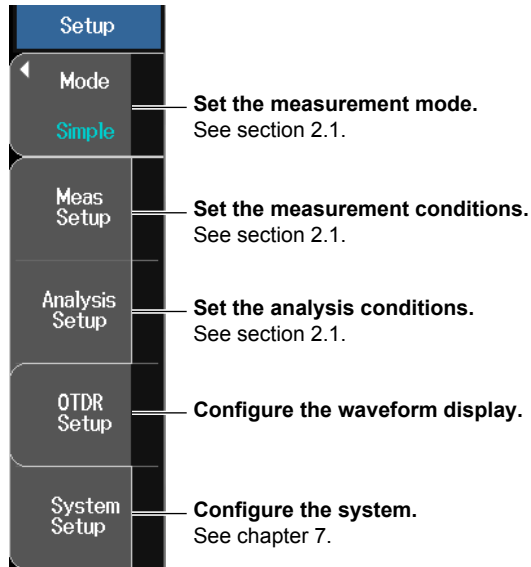 Setup
Mode
Simple
Set the measurement mode.
See section 2.1.
Meas
Setup
Set the measurement conditions.
See section 2.1.
Analysis
Setup
Set the analysis conditions.
See section 2.1.
OTDR
Setup
Configure the waveform display.
System
Setup
Configure the system.
See chapter 7.